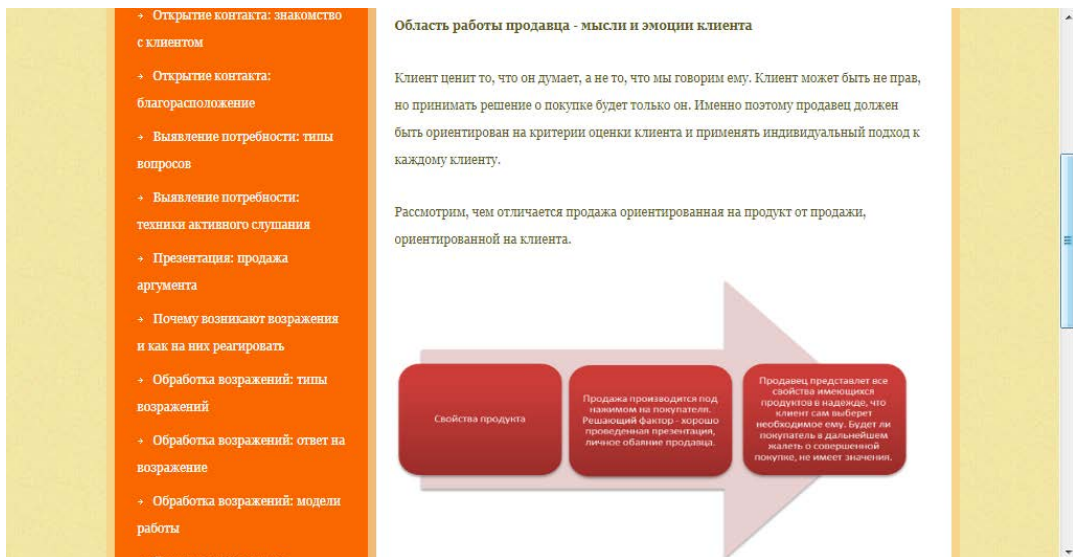 Открытие контакта: знакомство
с клиентом
Открытие контакта:
благорасположение
Выявление потребности: типы
вопросов
Выявление потребности:
техники активного слушания
Презентация: продажа
аргумента
Почему возникают возражения
и как на них реагировать
Обработка возражений: типы
возражений
Обработка возражений: ответ на
возражение
Обработка возражений: модели
работы
Область работы продавца - мысли и эмоции клиента
Клиент ценит то, что он думает, а не то, что мы говорим ему. Клиент может быть не прав,
но принимать решение о покупке будет только он. Именно поэтому продавец должен
быть ориентирован на критерии оценки клиента и применять индивидуальный подход к
каждому клиенту.
Рассмотрим, чем отличается продажа ориентированная на продукт от продажи,
ориентированной на клиента.
Свойства продукта
Продажа производится под
нажимом на покупателя.
Решающий фактор - хорошо
проведенная презентация,
личное обаяние продавца.
Продавец представлет все
свойства имеющихся
продуктов в надежде, что
клиент сам выберет
необходимое ему. Будет ли
покупатель в дальнейшем
жалеть о совершенной
покупке, не имеет значения.